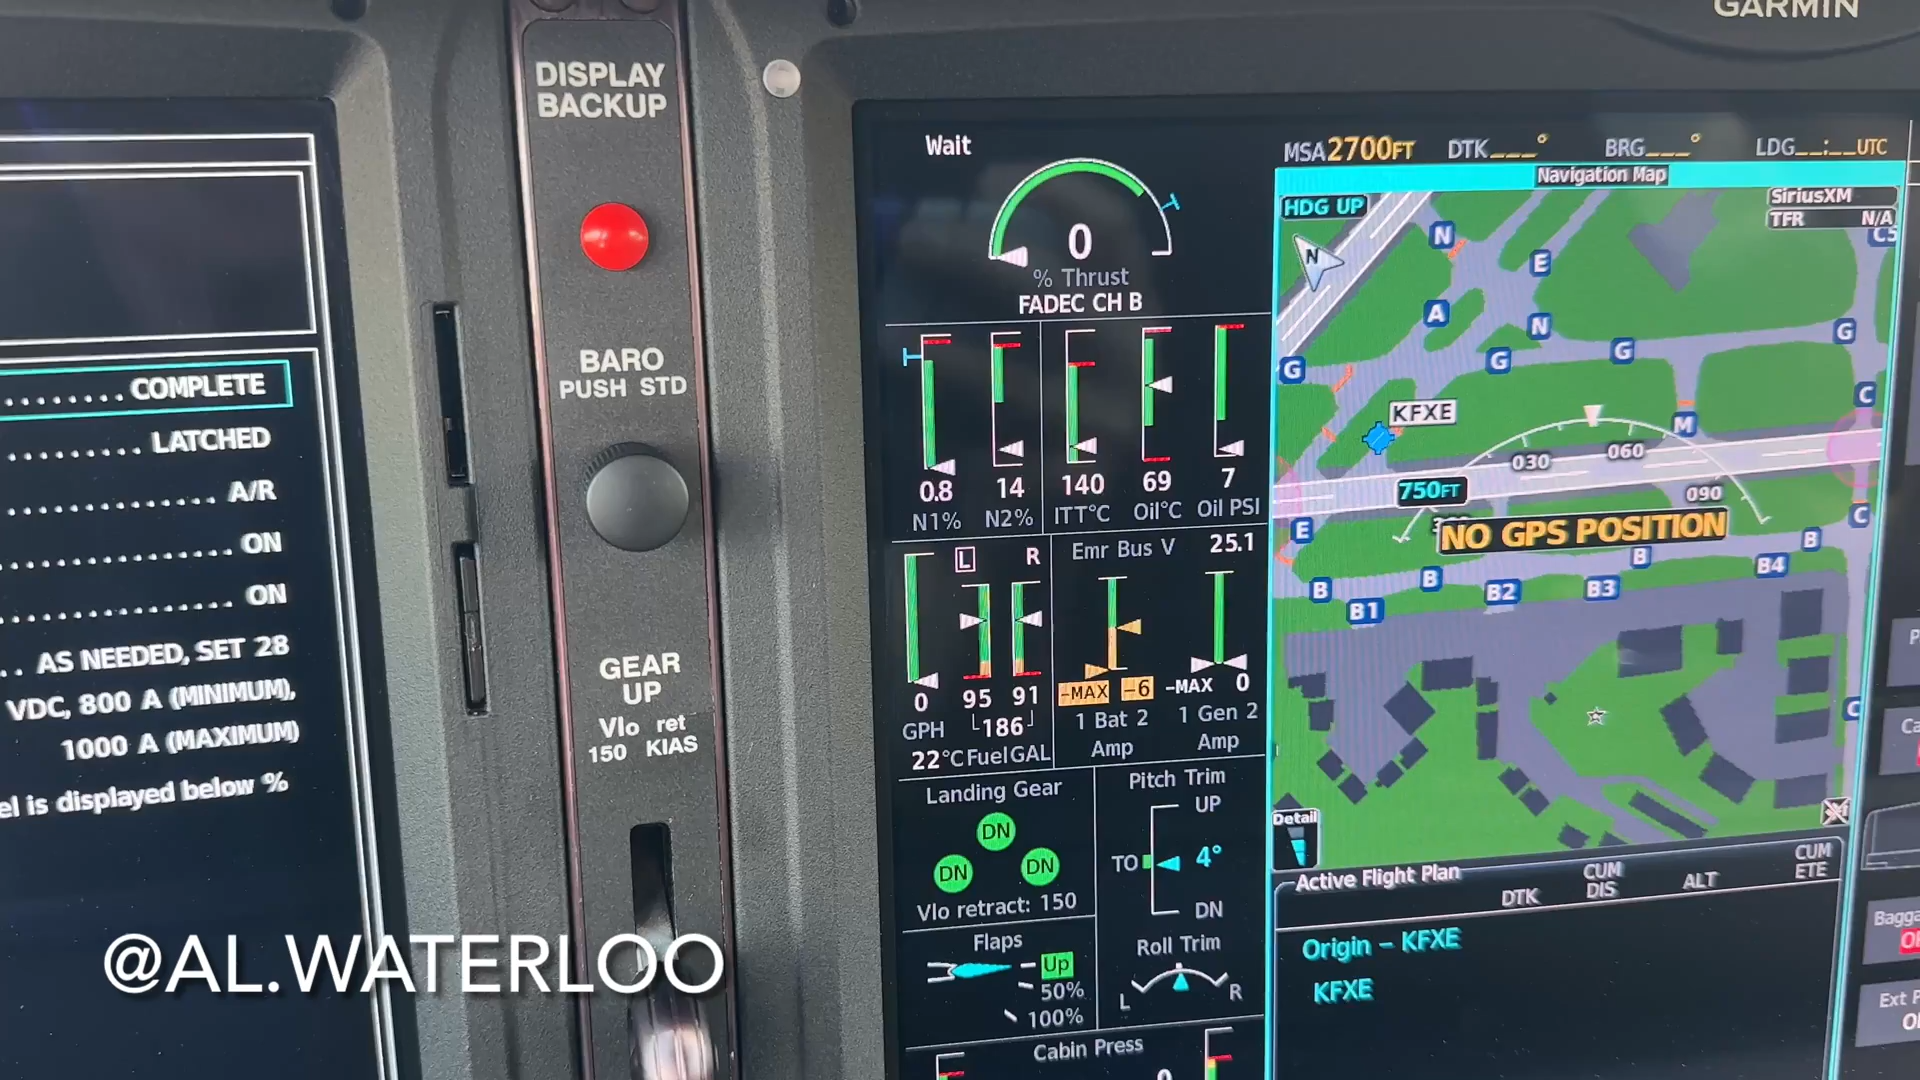 GARMIN
DISPLAY
BACKUP
BARO
PUSH STD
GEAR
UP
Vlo ret
150 KIAS
COMPLETE
LATCHED
A/R
ON
ON
AS NEEDED, SET 28
VDC, 800 A (MINIMUM),
1000 A (MAXIMUM)
el is displayed below %
Wait
0
% Thrust
FADEC CH B
0.8 14 140 69 7
N1% N2% ITT°C Oil°C Oil PSI
L R Emr Bus V 25.1
0 95 91 -MAX -6 -MAX 0
GPH 186 1 Bat 2 1 Gen 2
22°C Fuel GAL Amp Amp
Landing Gear
DN
DN DN
Vlo retract: 150
Pitch Trim
UP
TO 4°
DN
Flaps
Up
50%
100%
Roll Trim
L R
Cabin Press
MSA 2700FT DTK___° BRG___° LDG__:__UTC
Navigation Map
HDG UP
SiriusXM
TFR N/A
N
N
C5
E
A
N
G
G
G
G
C
KFXE
M
030
060
090
750FT
E
C
NO GPS POSITION
B
B
B
B
B1
B2
B3
B4
C
Detail
Active Flight Plan
DTK
CUM
DIS
ALT
CUM
ETE
Origin – KFXE
KFXE
Ext P
@AL.WATERLOO